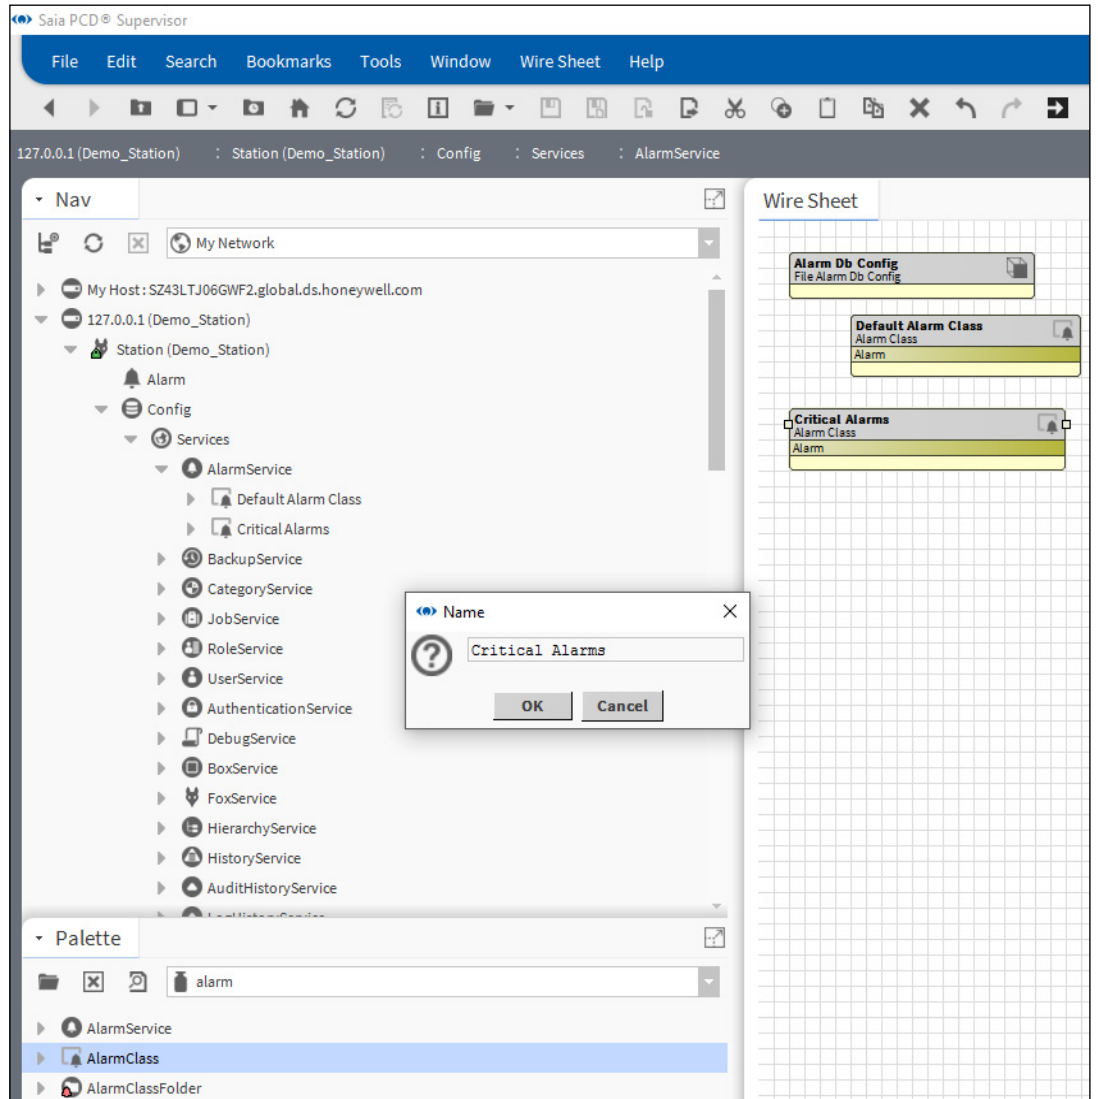 Saia PCD® Supervisor
File Edit Search Bookmarks Tools Window Wire Sheet Help
127.0.0.1 (Demo_Station) : Station (Demo_Station) : Config : Services : AlarmService
Nav
My Network
My Host : SZ43LTJ06GWF2.global.ds.honeywell.com
127.0.0.1 (Demo_Station)
Station (Demo_Station)
Alarm
Config
Services
AlarmService
Default Alarm Class
Critical Alarms
BackupService
CategoryService
JobService
RoleService
UserService
AuthenticationService
DebugService
BoxService
FoxService
HierarchyService
HistoryService
AuditHistoryService
LogHistoryService
Palette
alarm
AlarmService
AlarmClass
AlarmClassFolder
Wire Sheet
Alarm Db Config
File Alarm Db Config
Default Alarm Class
Alarm Class
Alarm
Critical Alarms
Alarm Class
Alarm
Name
Critical Alarms
OK Cancel